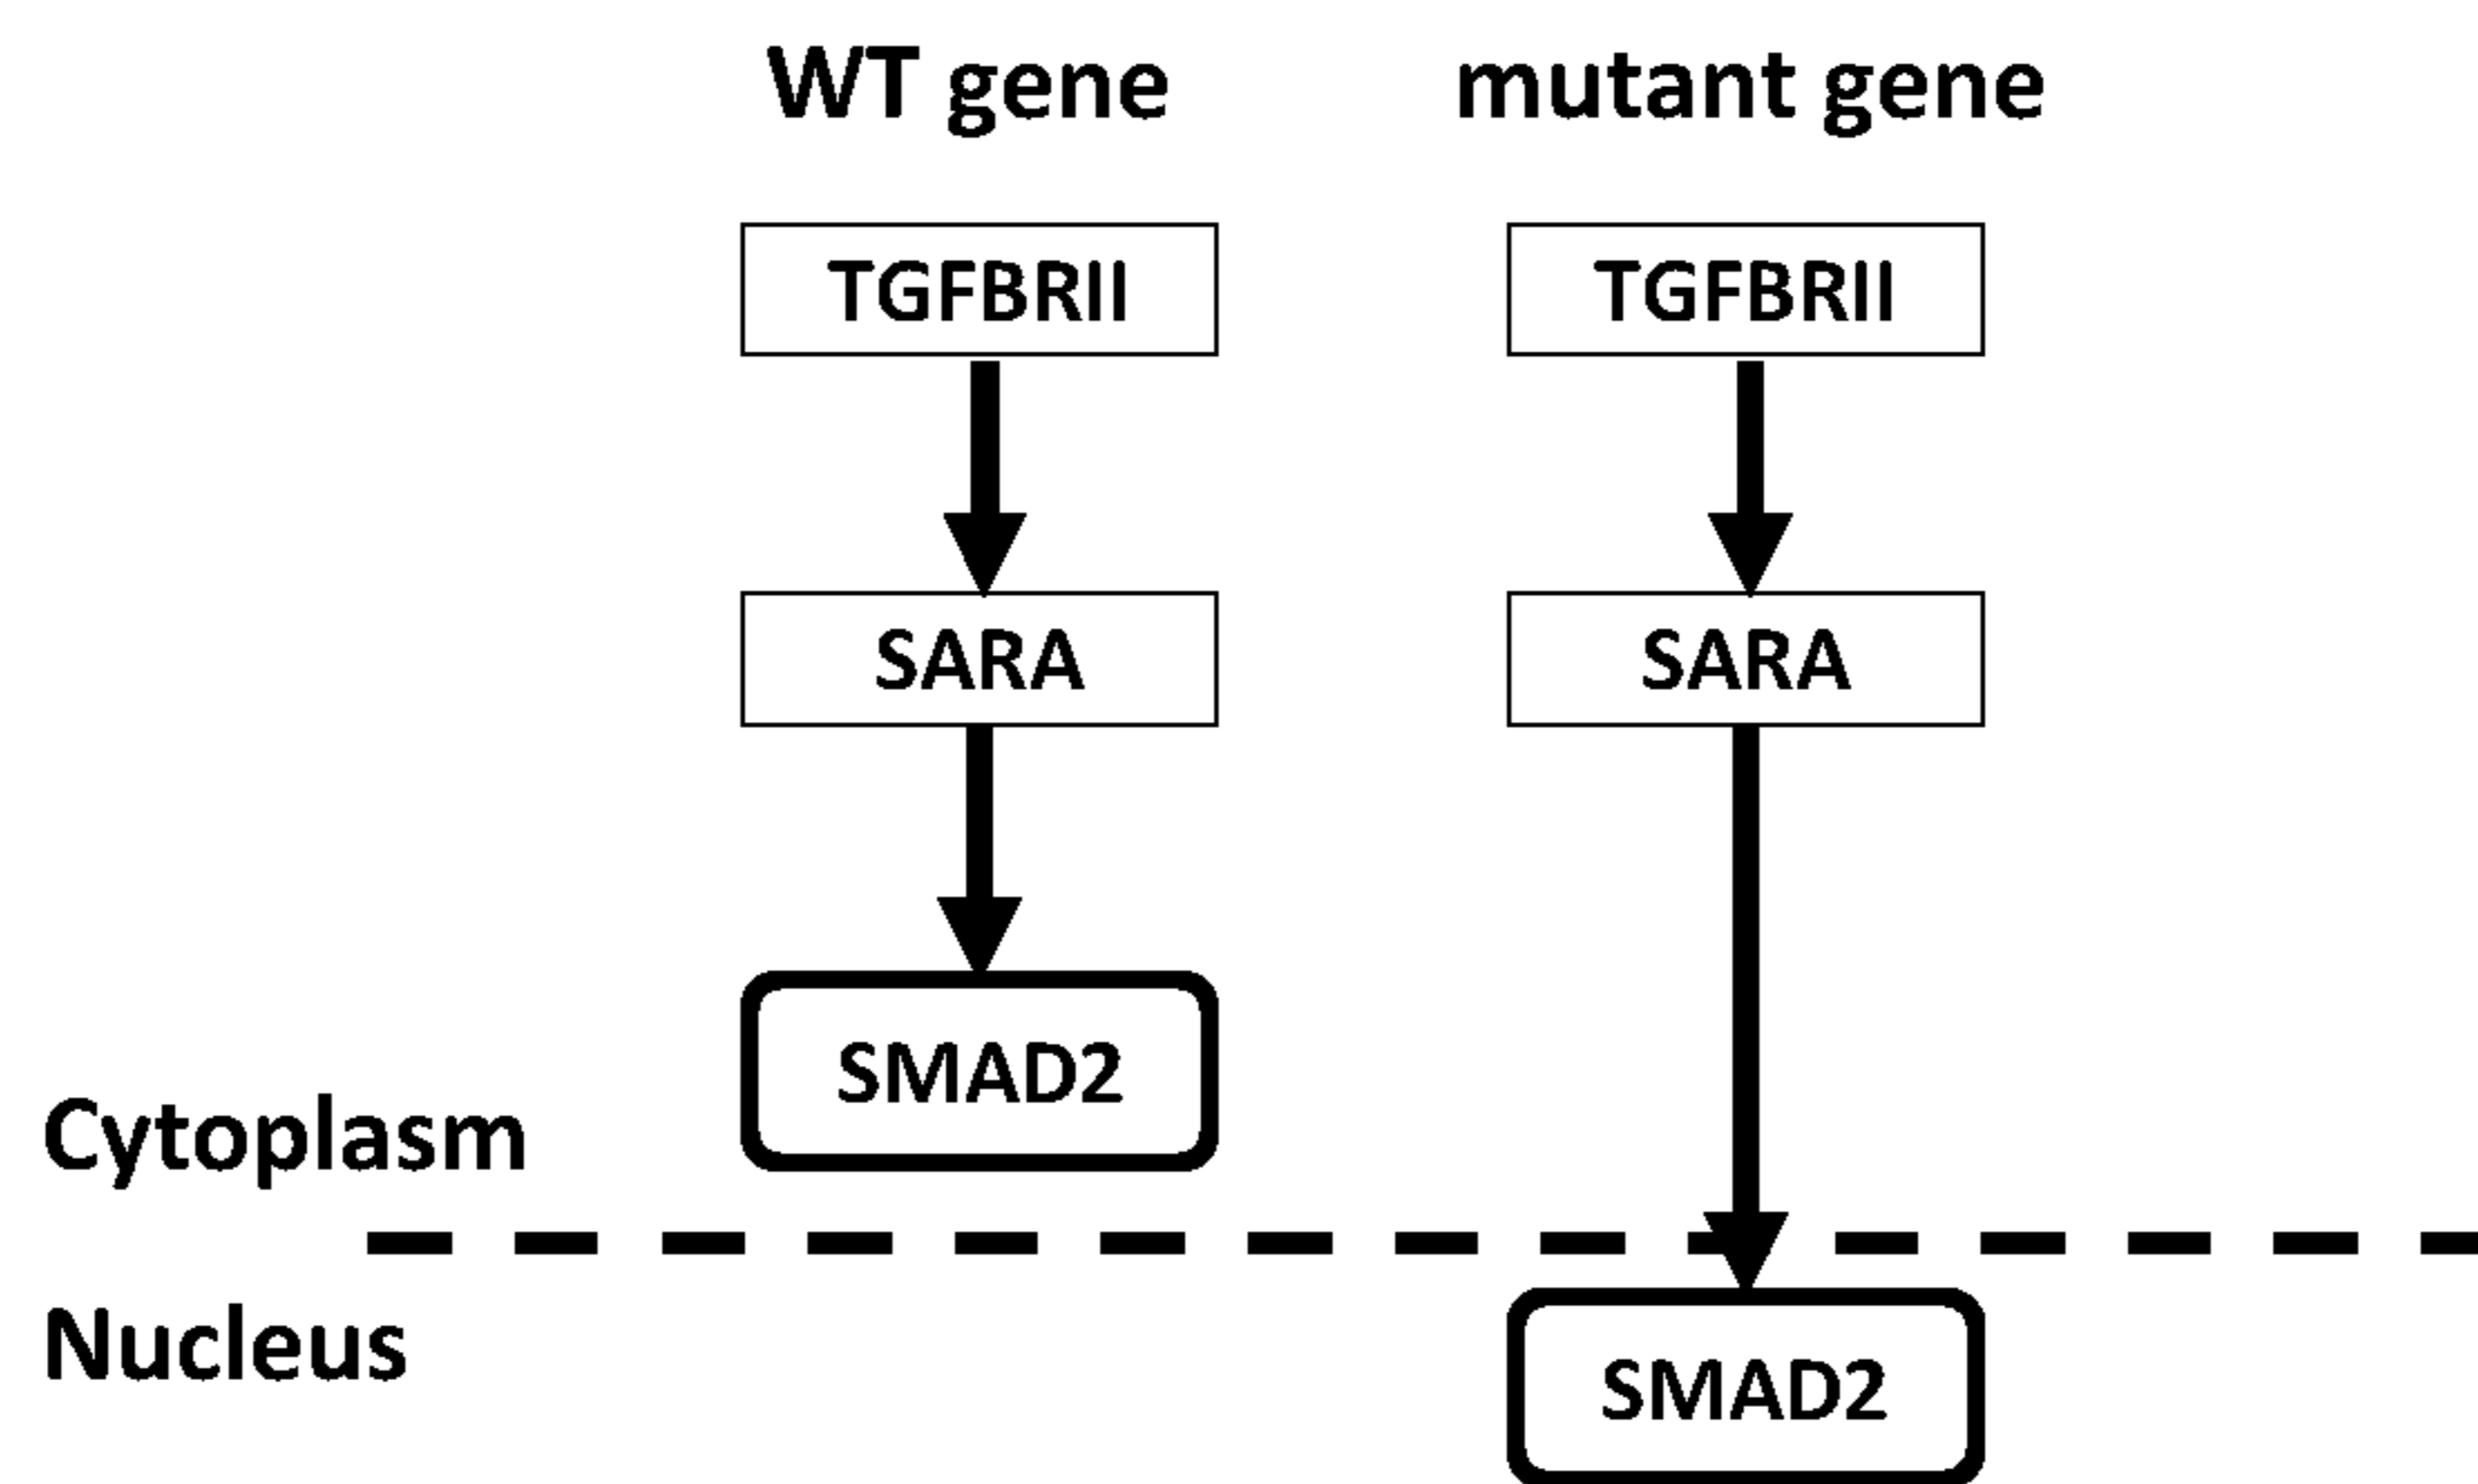 WT gene
mutant gene
TGFBRII
TGFBRII
SARA
SARA
SMAD2
Cytoplasm
Nucleus
SMAD2